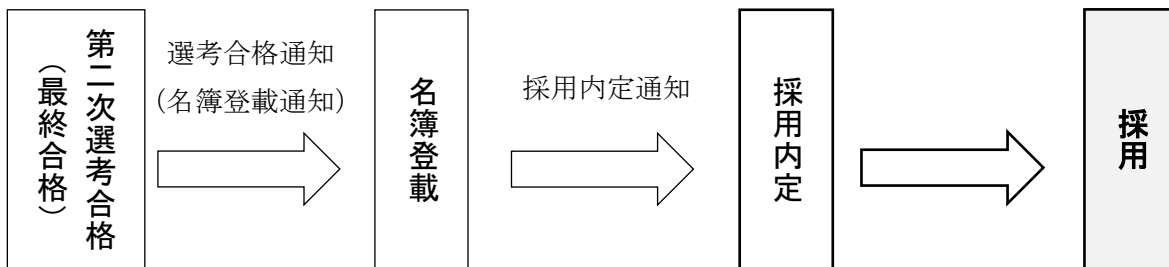 第二次選考合格
（最終合格）
選考合格通知
（名簿登載通知）
名簿登載
採用内定通知
採用内定
採用